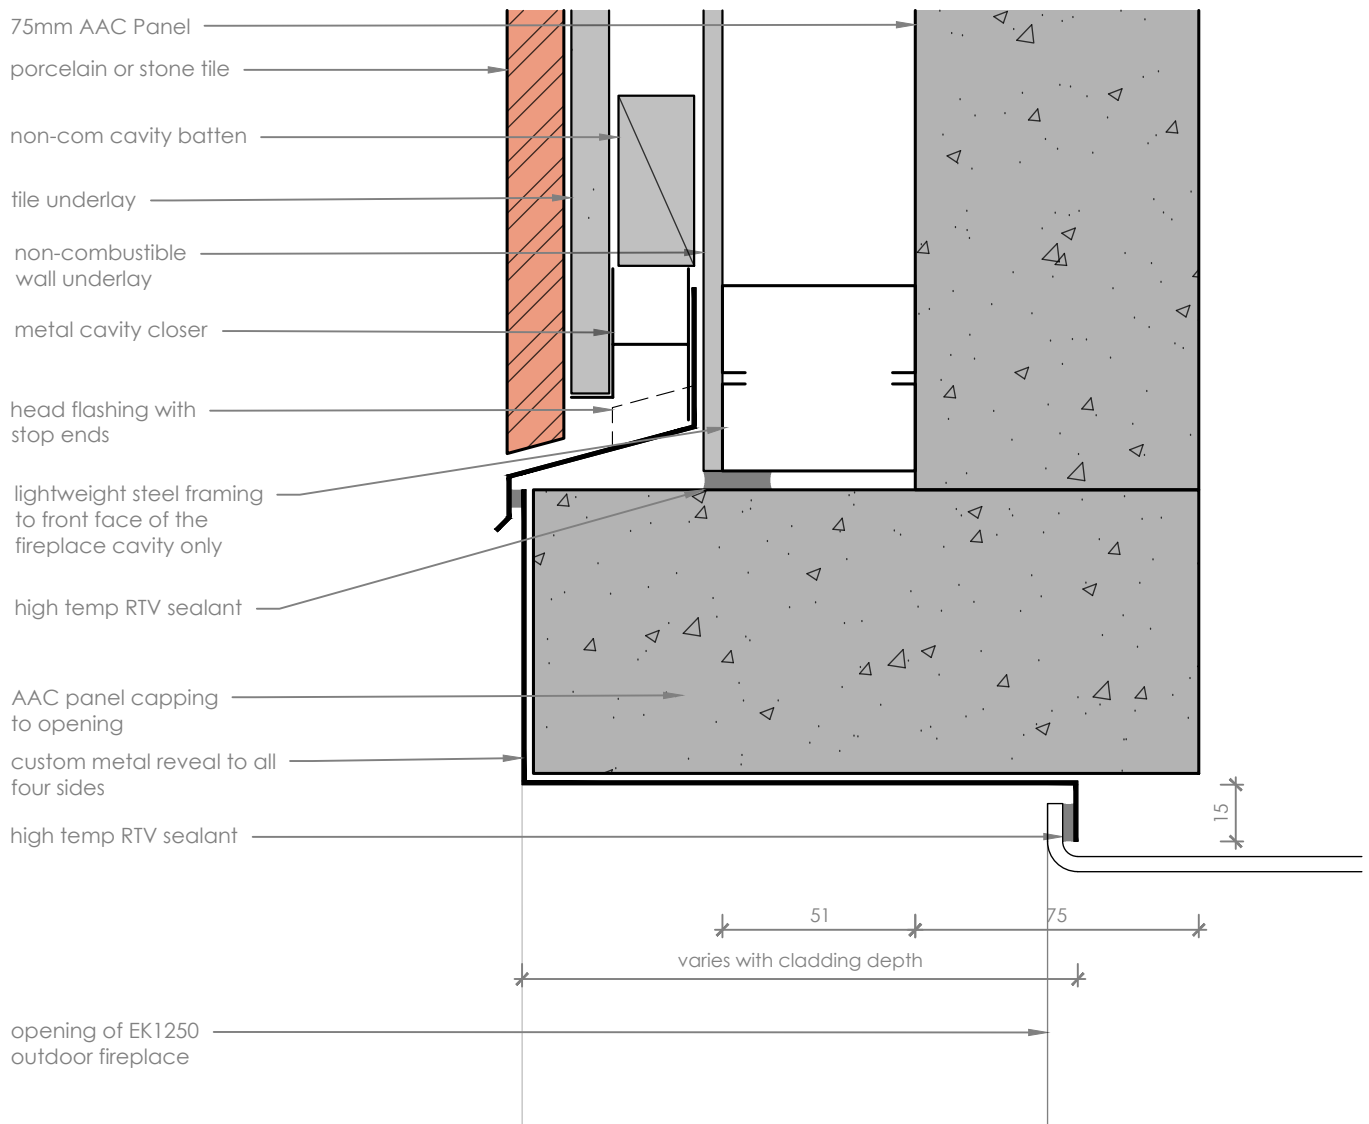 75mm AAC Panel
porcelain or stone tile
non-com cavity batten
tile underlay
non-combustible
wall underlay
metal cavity closer
head flashing with
stop ends
lightweight steel framing
to front face of the
fireplace cavity only
high temp RTV sealant
AAC panel capping
to opening
custom metal reveal to all
four sides
high temp RTV sealant
15
51
75
varies with cladding depth
opening of EK1250
outdoor fireplace